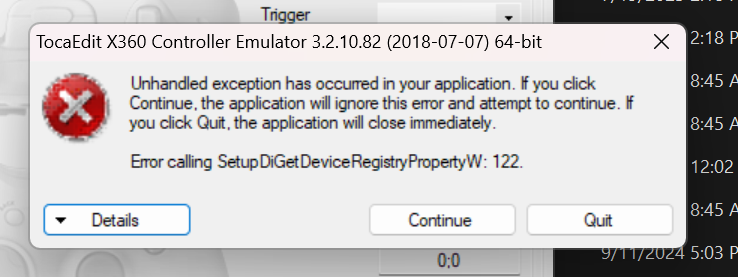 Trigger
TocaEdit X360 Controller Emulator 3.2.10.82 (2018-07-07) 64-bit
2:18 P
Unhandled exception has occurred in your application. If you click
Continue, the application will ignore this error and attempt to continue. If
you click Quit, the application will close immediately.
8:45 A
8:45 A
Error calling SetupDiGetDeviceRegistryPropertyW: 122.
12:02
Details
Continue
Quit
8:45 A
0;0
9/11/2024 5:03 P